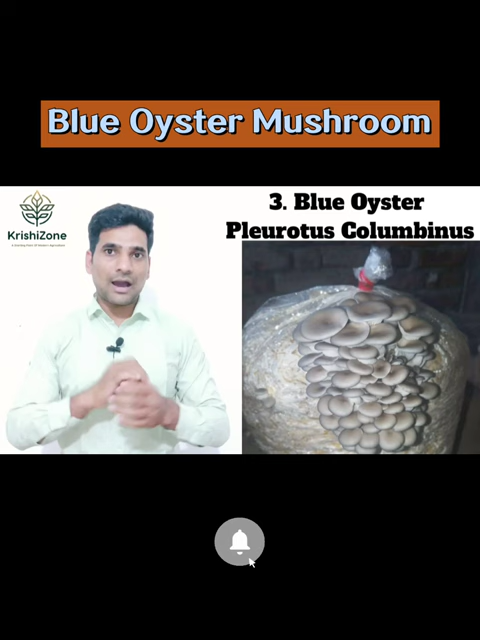 Blue Oyster Mushroom
KrishiZone
3. Blue Oyster
Pleurotus Columbinus